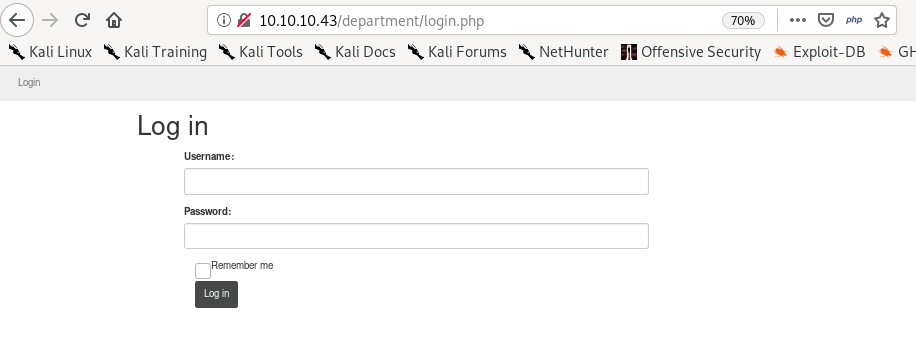 10.10.10.43/department/login.php 70% php
Kali Linux Kali Training Kali Tools Kali Docs Kali Forums NetHunter Offensive Security Exploit-DB GH
Login
Log in
Username:
Password:
Remember me
Log in